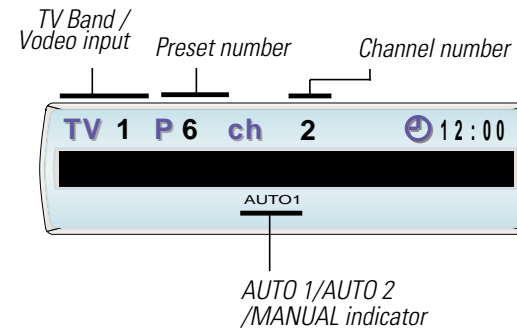 TV Band /
Vodeo input
Preset number
Channel number
TV 1 P 6 ch 2 12:00
AUTO1
AUTO 1/AUTO 2
/MANUAL indicator